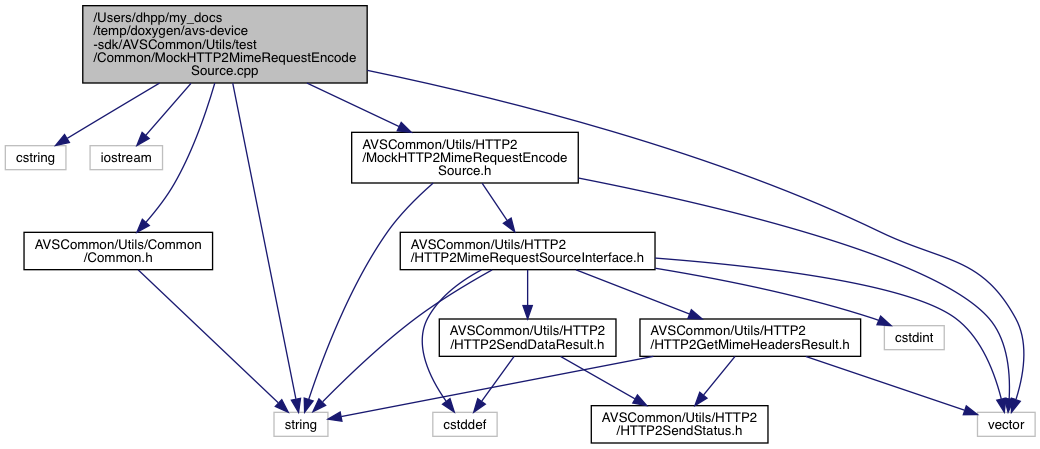 /Users/dhpp/my_docs
/temp/doxygen/avs-device
-sdk/AVSCommon/Utils/test
/Common/MockHTTP2MimeRequestEncode
Source.cpp
cstring
iostream
AVSCommon/Utils/HTTP2
/MockHTTP2MimeRequestEncode
Source.h
AVSCommon/Utils/Common
/Common.h
AVSCommon/Utils/HTTP2
/HTTP2MimeRequestSourceInterface.h
AVSCommon/Utils/HTTP2
/HTTP2SendDataResult.h
AVSCommon/Utils/HTTP2
/HTTP2GetMimeHeadersResult.h
cstdint
string
cstddef
AVSCommon/Utils/HTTP2
/HTTP2SendStatus.h
vector